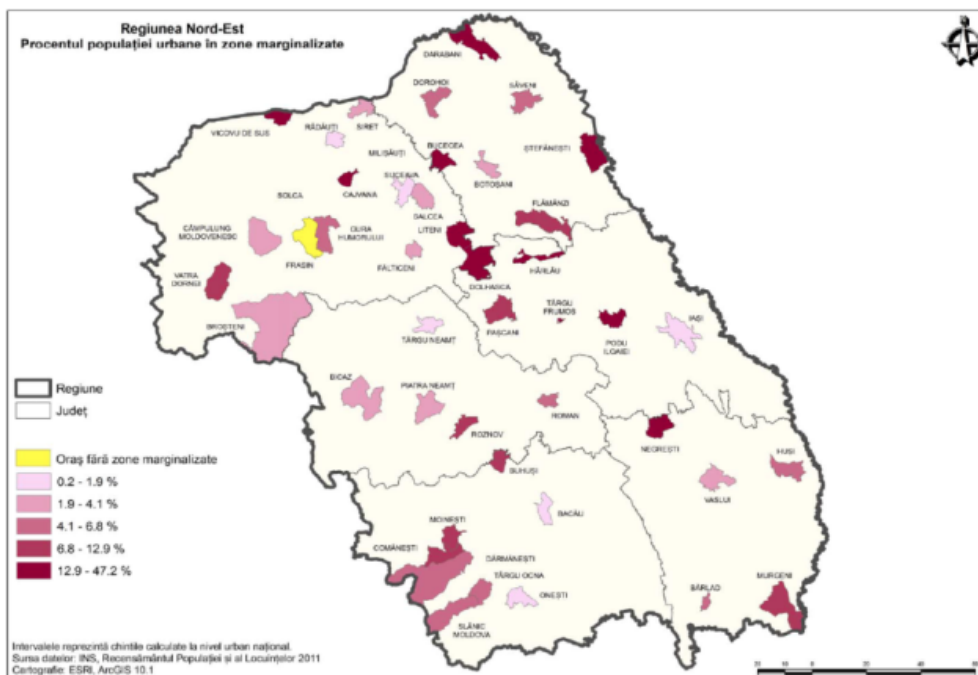 Regiunea Nord-Est
Procentul populației urbane în zone marginalizate
DARABANI
DOROHOI
SĂVENI
VICOVU DE SUS
RĂDĂUȚI
SIRET
MILIȘĂUȚI
BUCECEA
ȘTEFĂNEȘTI
SUCEAVA
BOTOȘANI
SOLCA
CAJVANA
SALCEA
FLĂMÂNZI
CÂMPULUNG
MOLDOVENESC
GURA
HUMORULUI
LITENI
FRASIN
FĂLTICENI
HÂRLĂU
VATRA
DORNEI
DOLHASCA
TÂRGU
FRUMOS
IAȘI
BROȘTENI
PAȘCANI
TÂRGU NEAMȚ
PODU
ILOAIEI
BICAZ
PIATRA NEAMȚ
ROMAN
ROZNOV
NEGREȘTI
HUȘI
BUHUȘI
VASLUI
BACĂU
MOINEȘTI
COMĂNEȘTI
DĂRMĂNEȘTI
TÂRGU OCNA
ONEȘTI
BÂRLAD
MURGENI
SLĂNIC
MOLDOVA
Regiune
Județ
Oraș fără zone marginalizate
0.2 - 1.9 %
1.9 - 4.1 %
4.1 - 6.8 %
6.8 - 12.9 %
12.9 - 47.2 %
Intervalele reprezintă chintile calculate la nivel urban național.
Sursa datelor: INS, Recensământul Populației și al Locuințelor 2011
Cartografie: ESRI, ArcGIS 10.1